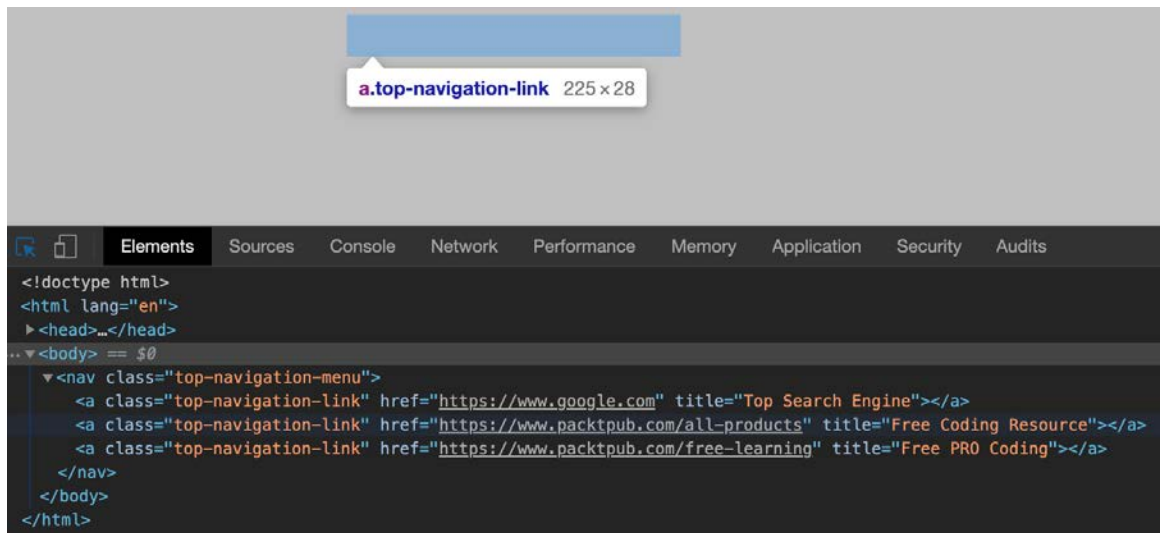 a.top-navigation-link 225 × 28
Elements Sources Console Network Performance Memory Application Security Audits
<!doctype html>
<html lang="en">
▶<head>…</head>
..▼<body> == $0
▼<nav class="top-navigation-menu">
<a class="top-navigation-link" href="https://www.google.com" title="Top Search Engine"></a>
<a class="top-navigation-link" href="https://www.packtpub.com/all-products" title="Free Coding Resource"></a>
<a class="top-navigation-link" href="https://www.packtpub.com/free-learning" title="Free PRO Coding"></a>
</nav>
</body>
</html>